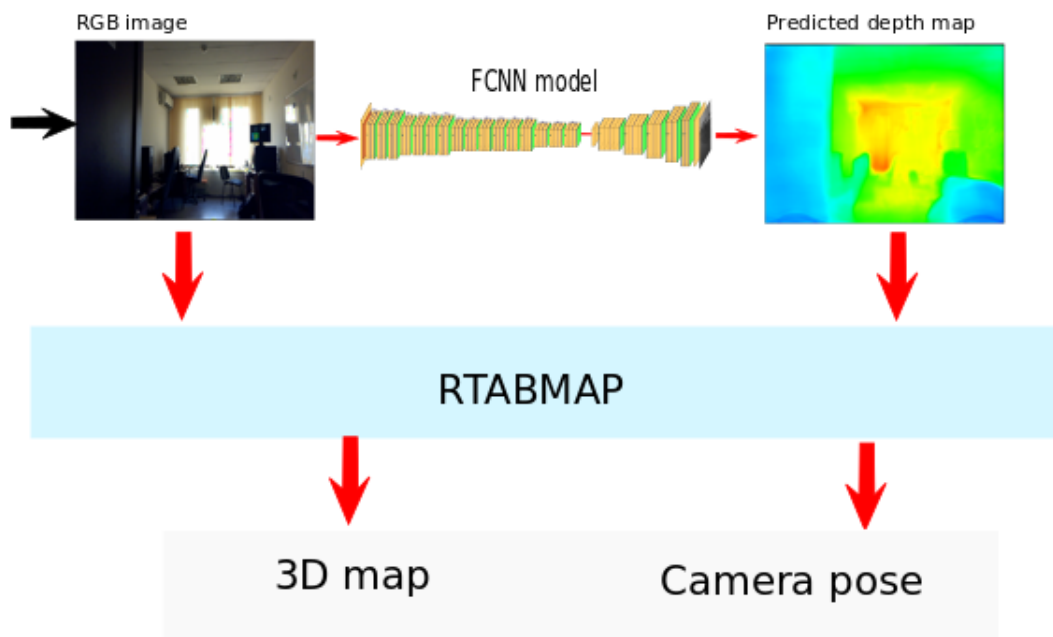 RGB image
FCNN model
Predicted depth map
RTABMAP
3D map
Camera pose